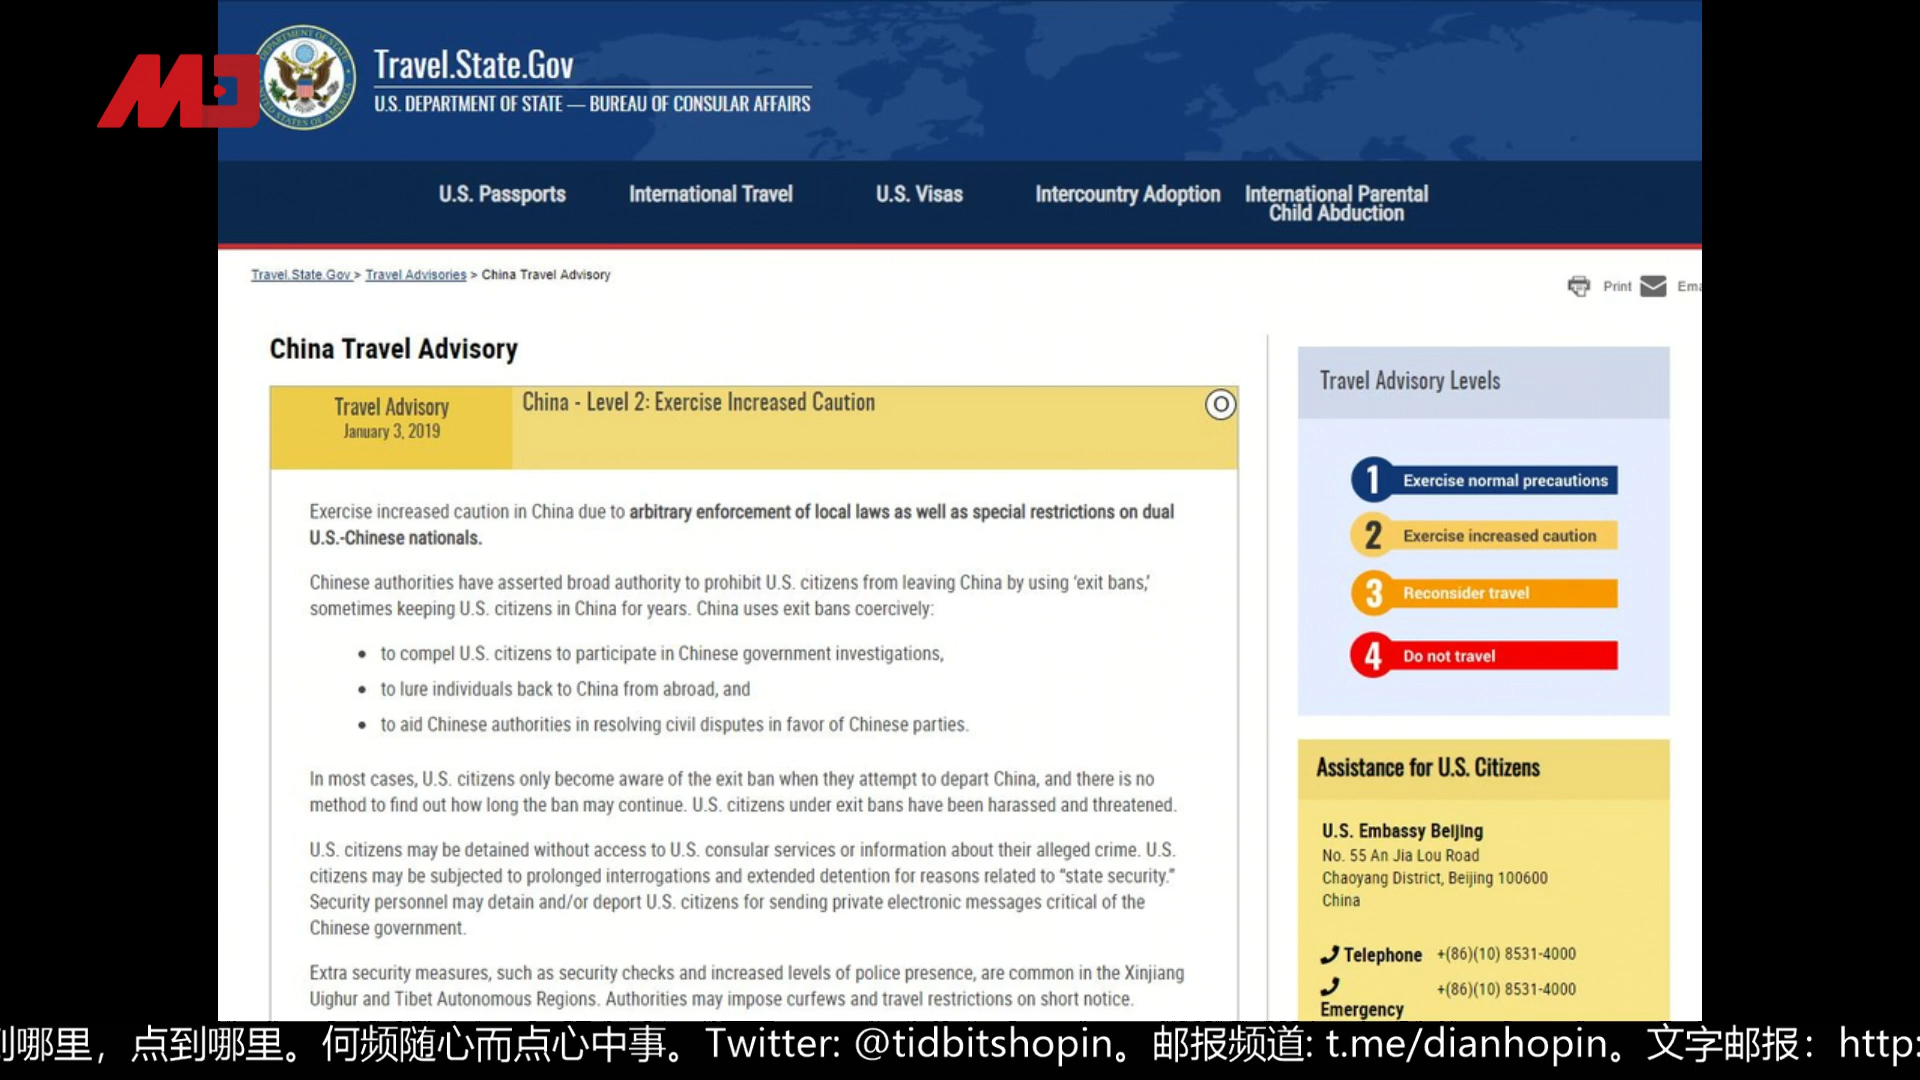 MD
Travel.State.Gov
U.S. DEPARTMENT OF STATE — BUREAU OF CONSULAR AFFAIRS
U.S. Passports
International Travel
U.S. Visas
Intercountry Adoption
International Parental
Child Abduction
Travel.State.Gov > Travel Advisories > China Travel Advisory
Print
Ema
China Travel Advisory
Travel Advisory
January 3, 2019
China - Level 2: Exercise Increased Caution
O
Exercise increased caution in China due to arbitrary enforcement of local laws as well as special restrictions on dual
U.S.-Chinese nationals.
Chinese authorities have asserted broad authority to prohibit U.S. citizens from leaving China by using ‘exit bans,’
sometimes keeping U.S. citizens in China for years. China uses exit bans coercively:
• to compel U.S. citizens to participate in Chinese government investigations,
• to lure individuals back to China from abroad, and
• to aid Chinese authorities in resolving civil disputes in favor of Chinese parties.
In most cases, U.S. citizens only become aware of the exit ban when they attempt to depart China, and there is no
method to find out how long the ban may continue. U.S. citizens under exit bans have been harassed and threatened.
U.S. citizens may be detained without access to U.S. consular services or information about their alleged crime. U.S.
citizens may be subjected to prolonged interrogations and extended detention for reasons related to “state security.”
Security personnel may detain and/or deport U.S. citizens for sending private electronic messages critical of the
Chinese government.
Extra security measures, such as security checks and increased levels of police presence, are common in the Xinjiang
Uighur and Tibet Autonomous Regions. Authorities may impose curfews and travel restrictions on short notice.
Travel Advisory Levels
1 Exercise normal precautions
2 Exercise increased caution
3 Reconsider travel
4 Do not travel
Assistance for U.S. Citizens
U.S. Embassy Beijing
No. 55 An Jia Lou Road
Chaoyang District, Beijing 100600
China
Telephone +(86)(10) 8531-4000
Emergency +(86)(10) 8531-4000
到哪里，点到哪里。何频随心而点心中事。Twitter: @tidbitshopin。邮报频道: t.me/dianhopin。文字邮报：http: